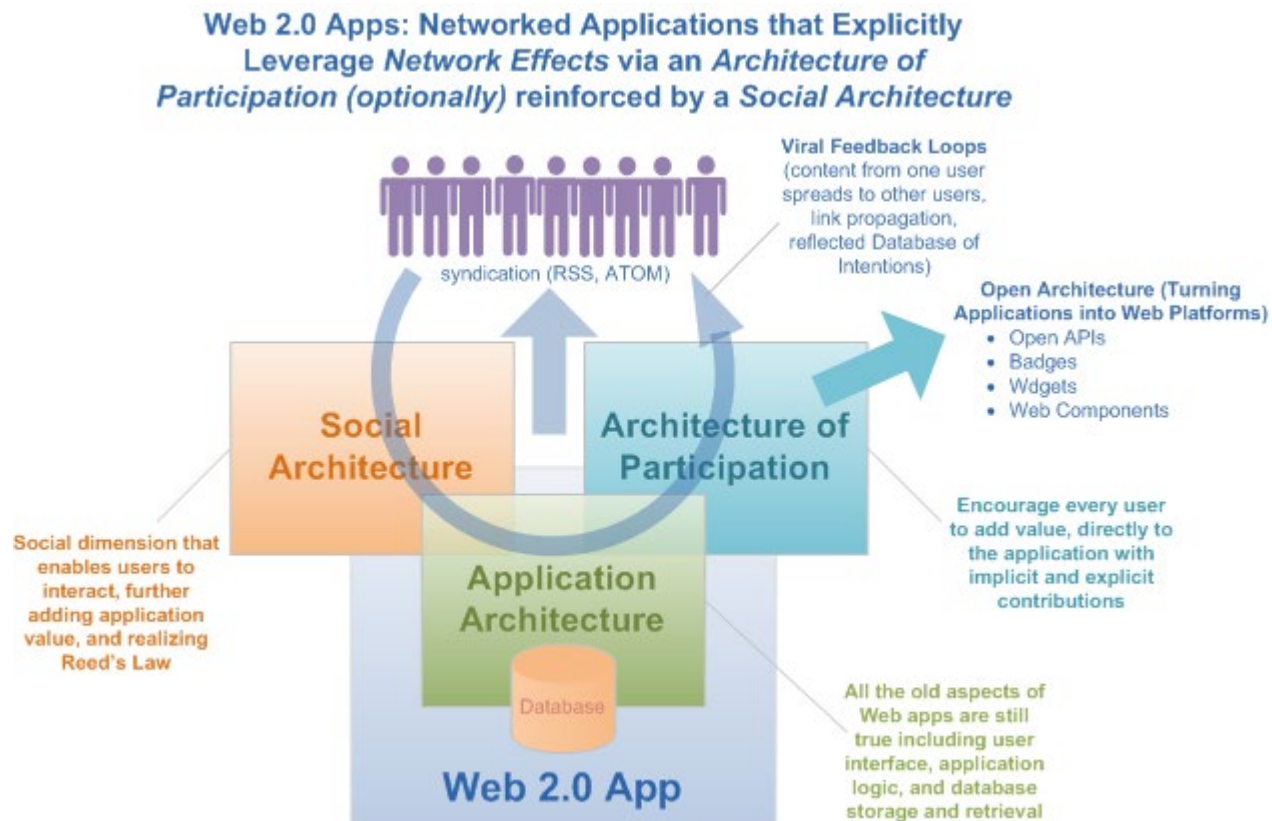 Web 2.0 Apps: Networked Applications that Explicitly
Leverage Network Effects via an Architecture of
Participation (optionally) reinforced by a Social Architecture
Viral Feedback Loops
(content from one user
spreads to other users,
link propagation,
reflected Database of
Intentions)
syndication (RSS, ATOM)
Open Architecture (Turning
Applications into Web Platforms)
• Open APIs
• Badges
• Wdgets
• Web Components
Social
Architecture
Architecture of
Participation
Social dimension that
enables users to
interact, further
adding application
value, and realizing
Reed's Law
Encourage every user
to add value, directly to
the application with
implicit and explicit
contributions
Application
Architecture
Database
All the old aspects of
Web apps are still
true including user
interface, application
logic, and database
storage and retrieval
Web 2.0 App